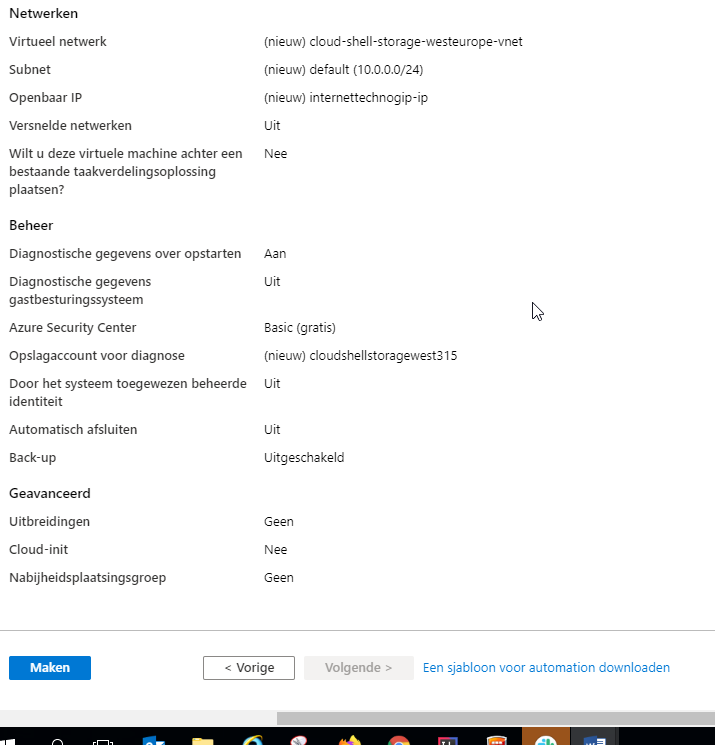 Netwerken
Virtueel netwerk (nieuw) cloud-shell-storage-westeurope-vnet
Subnet (nieuw) default (10.0.0.0/24)
Openbaar IP (nieuw) internettechnogip-ip
Versnelde netwerken Uit
Wilt u deze virtuele machine achter een Nee
bestaande taakverdelingsoplossing
plaatsen?
Beheer
Diagnostische gegevens over opstarten Aan
Diagnostische gegevens Uit
gastbesturingssysteem
Azure Security Center Basic (gratis)
Opslagaccount voor diagnose (nieuw) cloudshellstoragewest315
Door het systeem toegewezen beheerde Uit
identiteit
Automatisch afsluiten Uit
Back-up Uitgeschakeld
Geavanceerd
Uitbreidingen Geen
Cloud-init Nee
Nabijheidsplaatsingsgroep Geen
Maken < Vorige Volgende > Een sjabloon voor automation downloaden